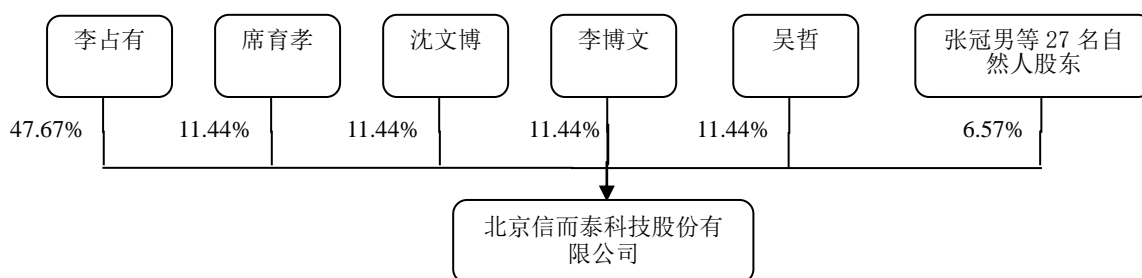 李占有
席育孝
沈文博
李博文
吴哲
张冠男等 27 名自
然人股东
47.67%
11.44%
11.44%
11.44%
11.44%
6.57%
北京信而泰科技股份有
限公司